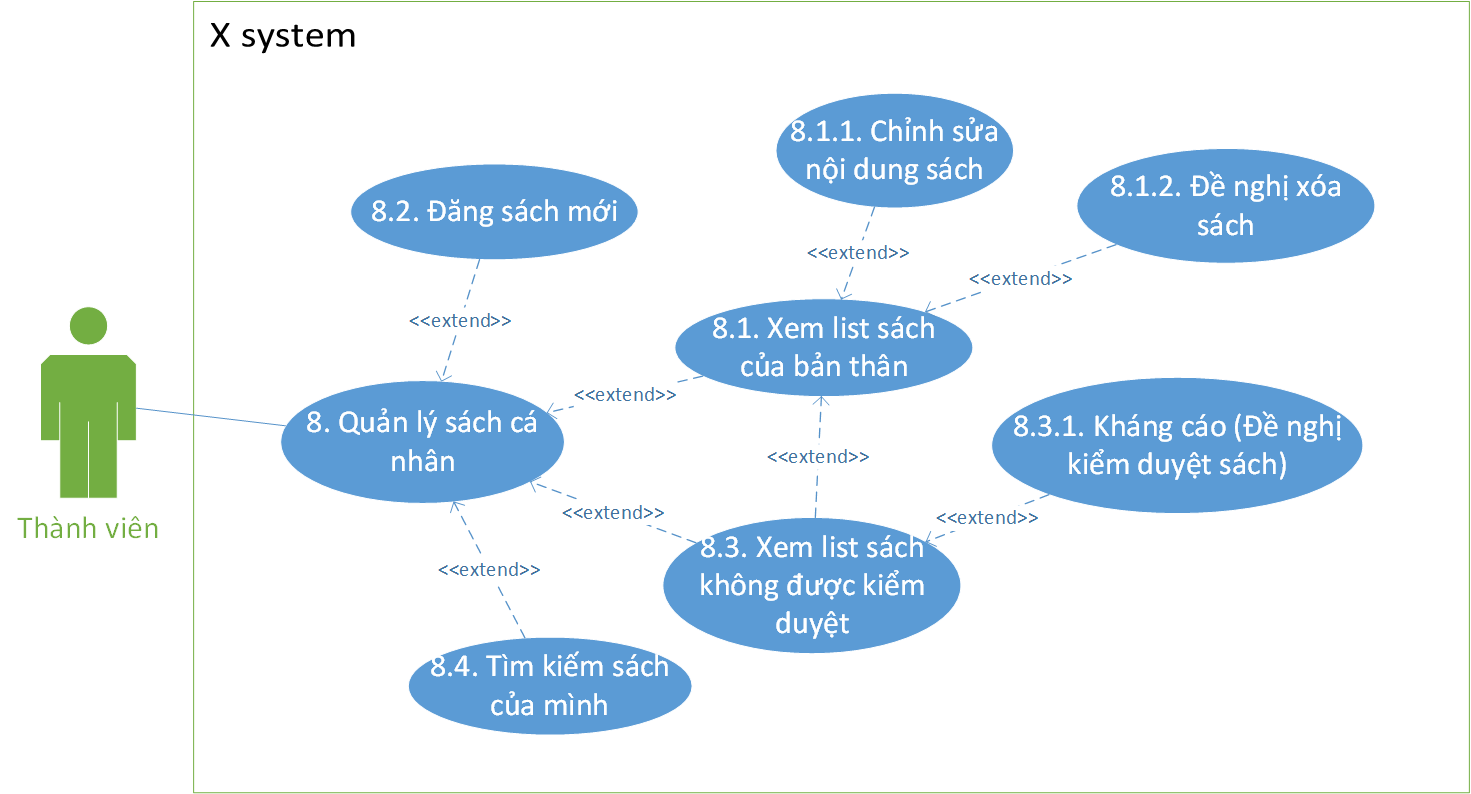 X system
8.1.1. Chỉnh sửa
nội dung sách
8.1.2. Đề nghị xóa
sách
8.2. Đăng sách mới
<<extend>>
<<extend>>
<<extend>>
8.1. Xem list sách
của bản thân
<<extend>>
8. Quản lý sách cá
nhân
8.3.1. Kháng cáo (Đề nghị
kiểm duyệt sách)
<<extend>>
Thành viên
<<extend>>
<<extend>>
8.3. Xem list sách
không được kiểm
duyệt
<<extend>>
8.4. Tìm kiếm sách
của mình